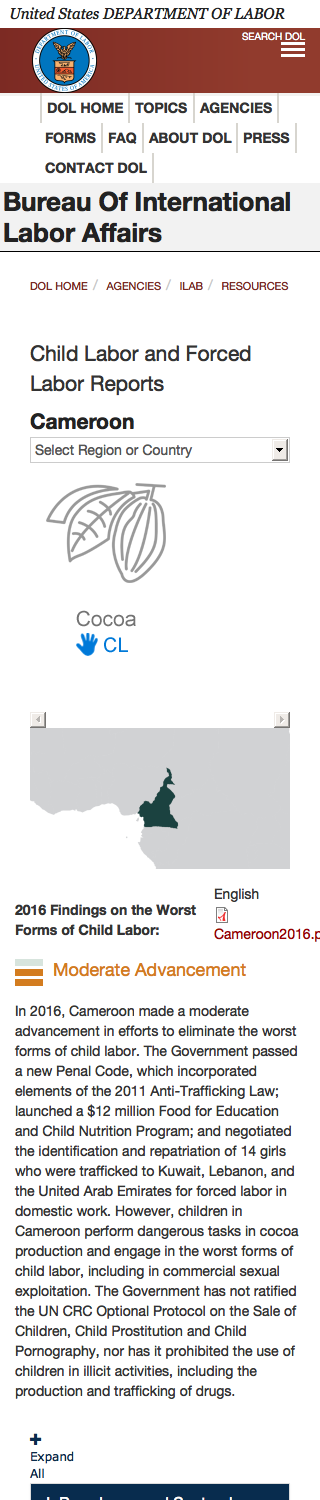 United States DEPARTMENT OF LABOR
SEARCH DOL
DOL HOME TOPICS AGENCIES
FORMS FAQ ABOUT DOL PRESS
CONTACT DOL
Bureau Of International
Labor Affairs
DOL HOME / AGENCIES / ILAB / RESOURCES
Child Labor and Forced
Labor Reports
Cameroon
Select Region or Country
Cocoa
CL
English
2016 Findings on the Worst
Forms of Child Labor:
Cameroon2016.p
Moderate Advancement
In 2016, Cameroon made a moderate
advancement in efforts to eliminate the worst
forms of child labor. The Government passed
a new Penal Code, which incorporated
elements of the 2011 Anti-Trafficking Law;
launched a $12 million Food for Education
and Child Nutrition Program; and negotiated
the identification and repatriation of 14 girls
who were trafficked to Kuwait, Lebanon, and
the United Arab Emirates for forced labor in
domestic work. However, children in
Cameroon perform dangerous tasks in cocoa
production and engage in the worst forms of
child labor, including in commercial sexual
exploitation. The Government has not ratified
the UN CRC Optional Protocol on the Sale of
Children, Child Prostitution and Child
Pornography, nor has it prohibited the use of
children in illicit activities, including the
production and trafficking of drugs.
Expand
All